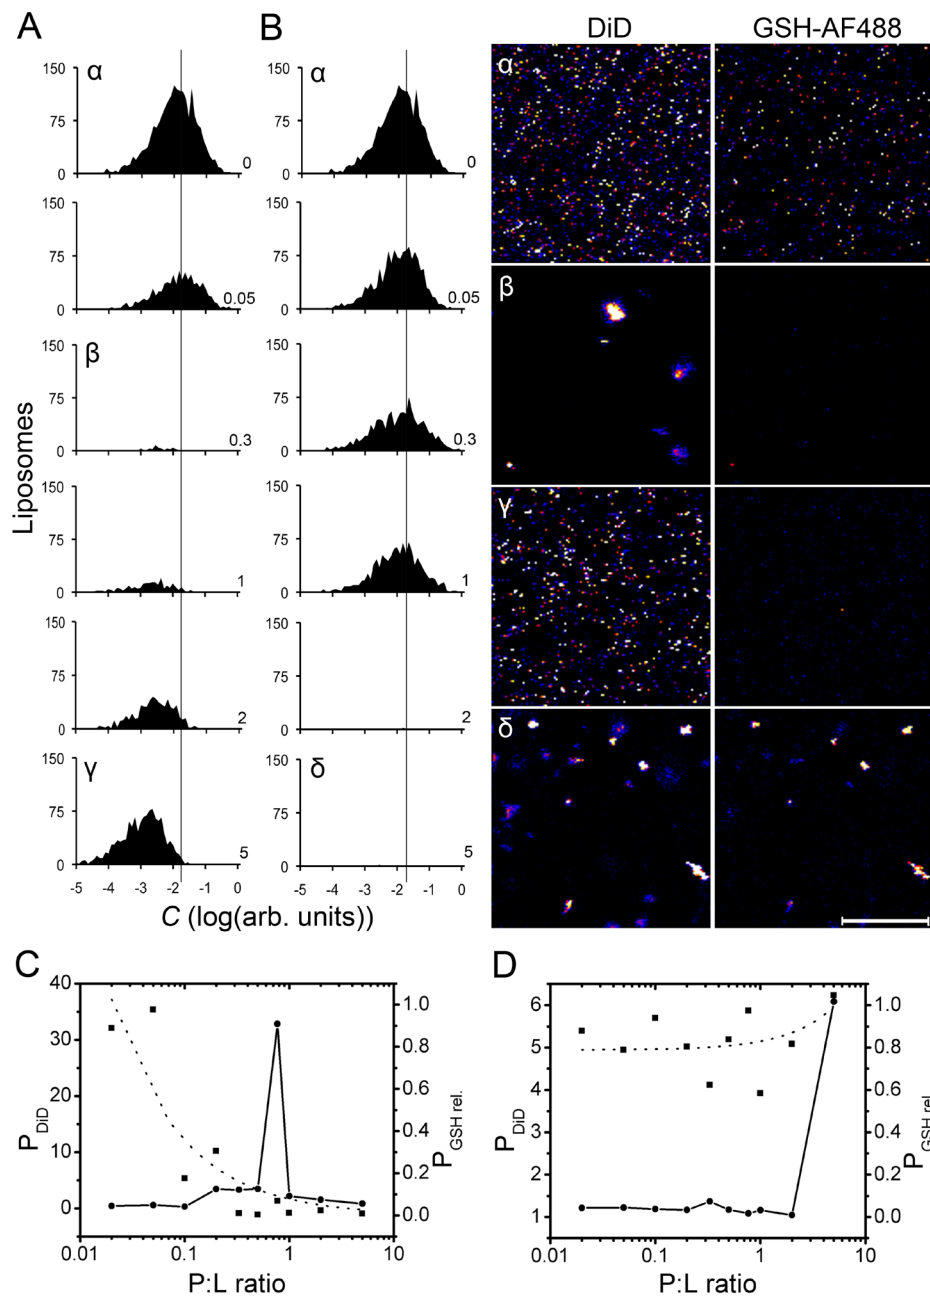 A
B
DiD
GSH-AF488
α
150
75
0
0
α
150
75
0
0
α
150
75
0
0.05
150
75
0
0.05
β
150
75
0
0.3
150
75
0
0.3
β
150
75
0
1
150
75
0
1
γ
150
75
0
2
150
75
0
2
γ
150
75
0
5
δ
150
75
0
5
δ
Liposomes
-5 -4 -3 -2 -1 0
-5 -4 -3 -2 -1 0
C (log(arb. units))
C
40
30
20
10
0
P DiD
1.0
0.8
0.6
0.4
0.2
0.0
P GSH rel.
0.01 0.1 1 10
P:L ratio
D
6
5
4
3
2
1
P DiD
1.0
0.8
0.6
0.4
0.2
0.0
P GSH rel.
0.01 0.1 1 10
P:L ratio